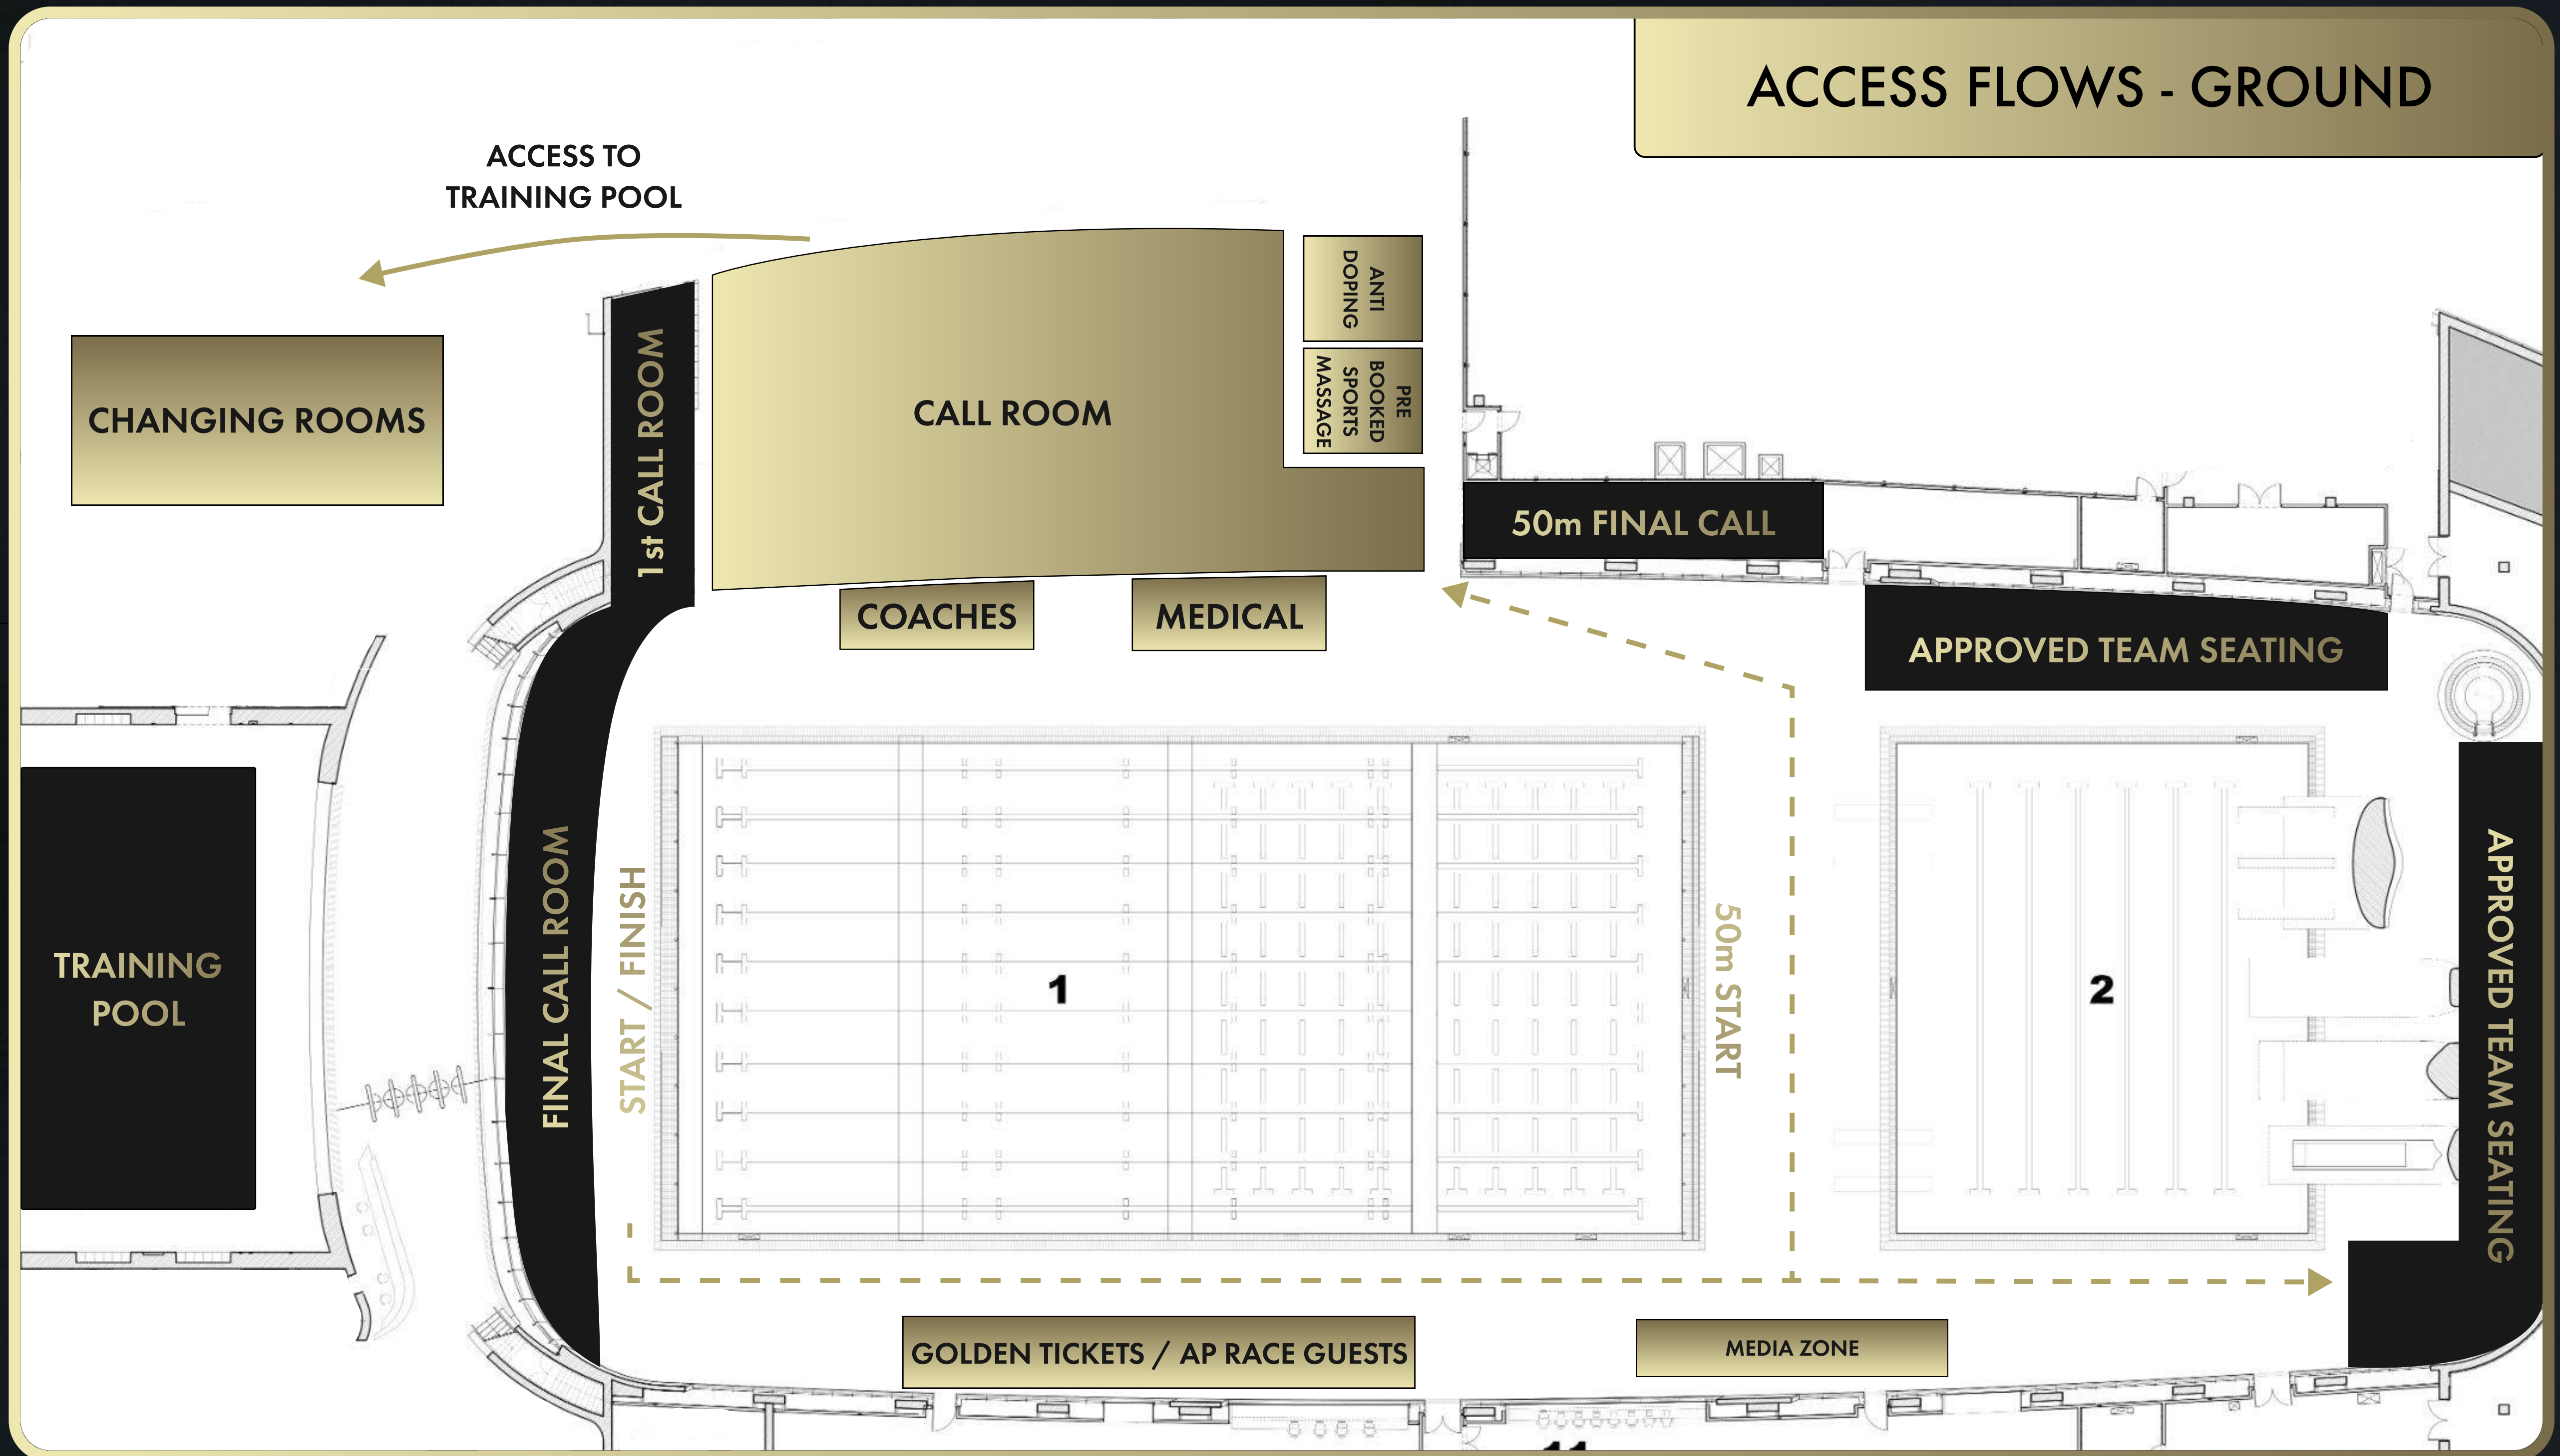 ACCESS FLOWS - GROUND
ACCESS TO
TRAINING POOL
CHANGING ROOMS
1st CALL ROOM
CALL ROOM
ANTI
DOPING
PRE
BOOKED
SPORTS
MASSAGE
50m FINAL CALL
COACHES
MEDICAL
APPROVED TEAM SEATING
TRAINING
POOL
FINAL CALL ROOM
START / FINISH
1
50m START
2
APPROVED TEAM SEATING
GOLDEN TICKETS / AP RACE GUESTS
MEDIA ZONE